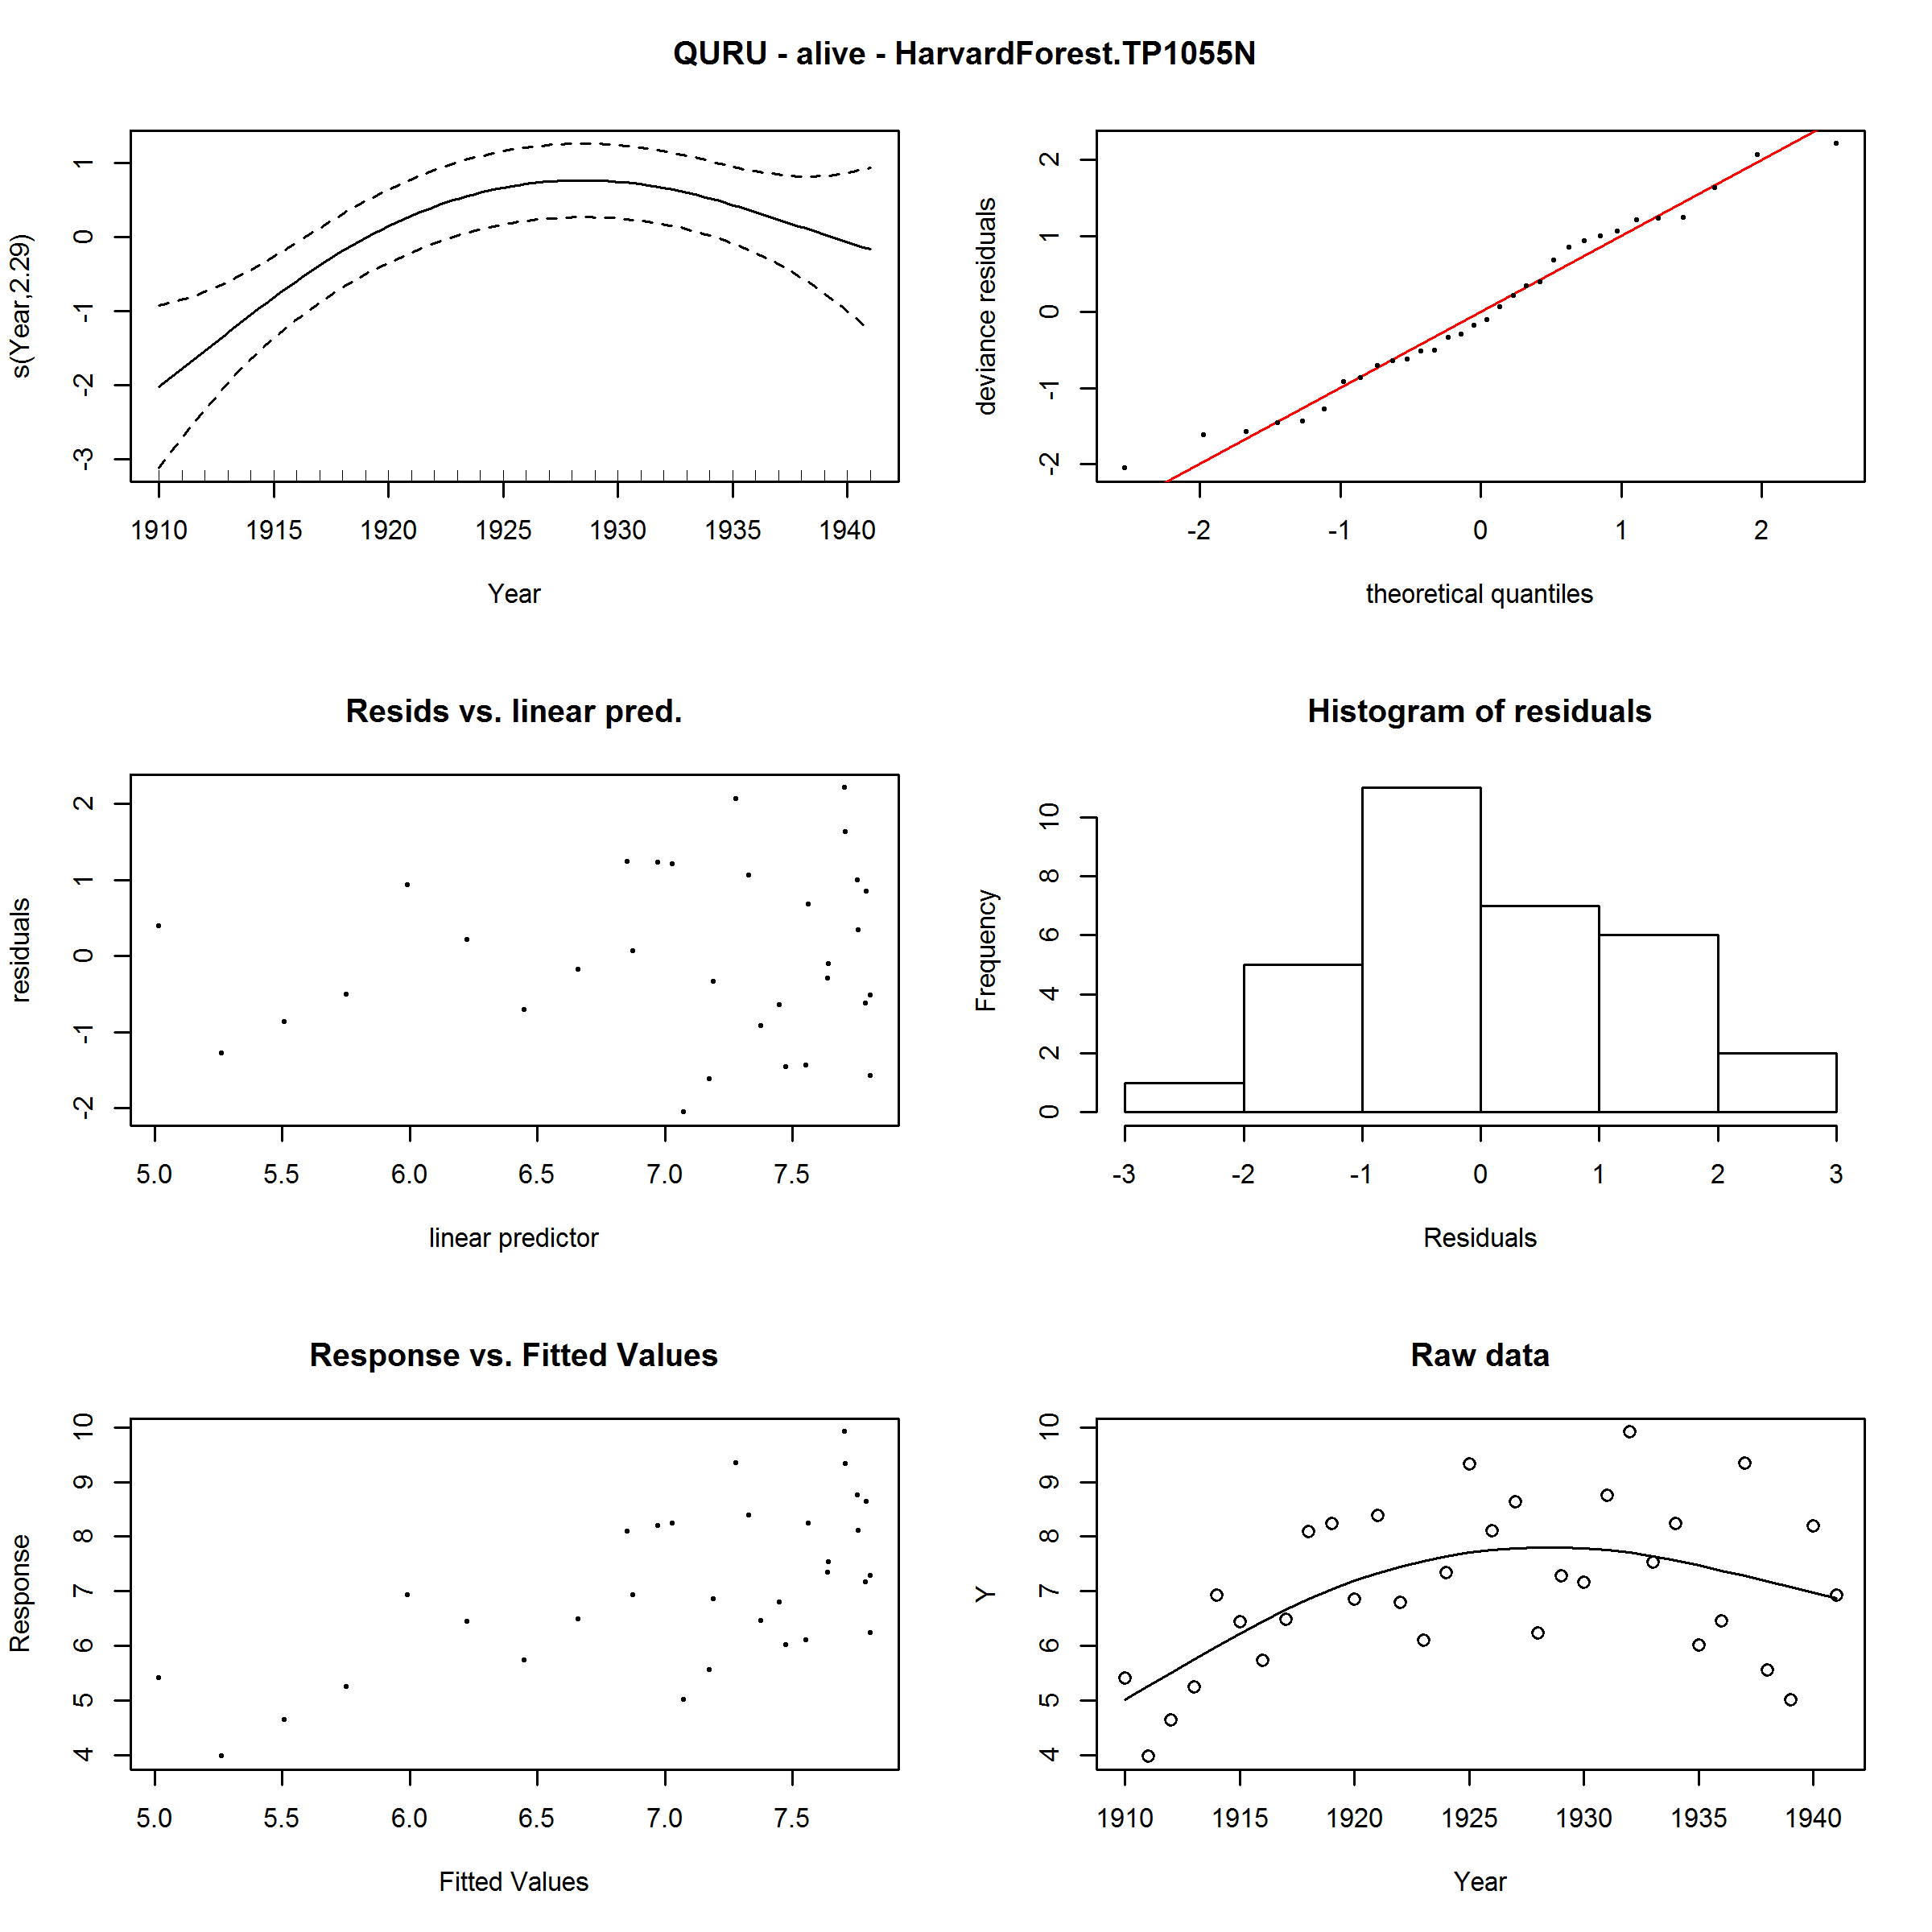 QURU - alive - HarvardForest.TP1055N
s(Year,2.29)
1
0
-1
-2
-3
1910 1915 1920 1925 1930 1935 1940
Year
deviance residuals
2
1
0
-1
-2
-2 -1 0 1 2
theoretical quantiles
Resids vs. linear pred.
residuals
2
1
0
-1
-2
5.0 5.5 6.0 6.5 7.0 7.5
linear predictor
Histogram of residuals
Frequency
10
8
6
4
2
0
-3 -2 -1 0 1 2 3
Residuals
Response vs. Fitted Values
Response
10
9
8
7
6
5
4
5.0 5.5 6.0 6.5 7.0 7.5
Fitted Values
Raw data
Y
10
9
8
7
6
5
4
1910 1915 1920 1925 1930 1935 1940
Year